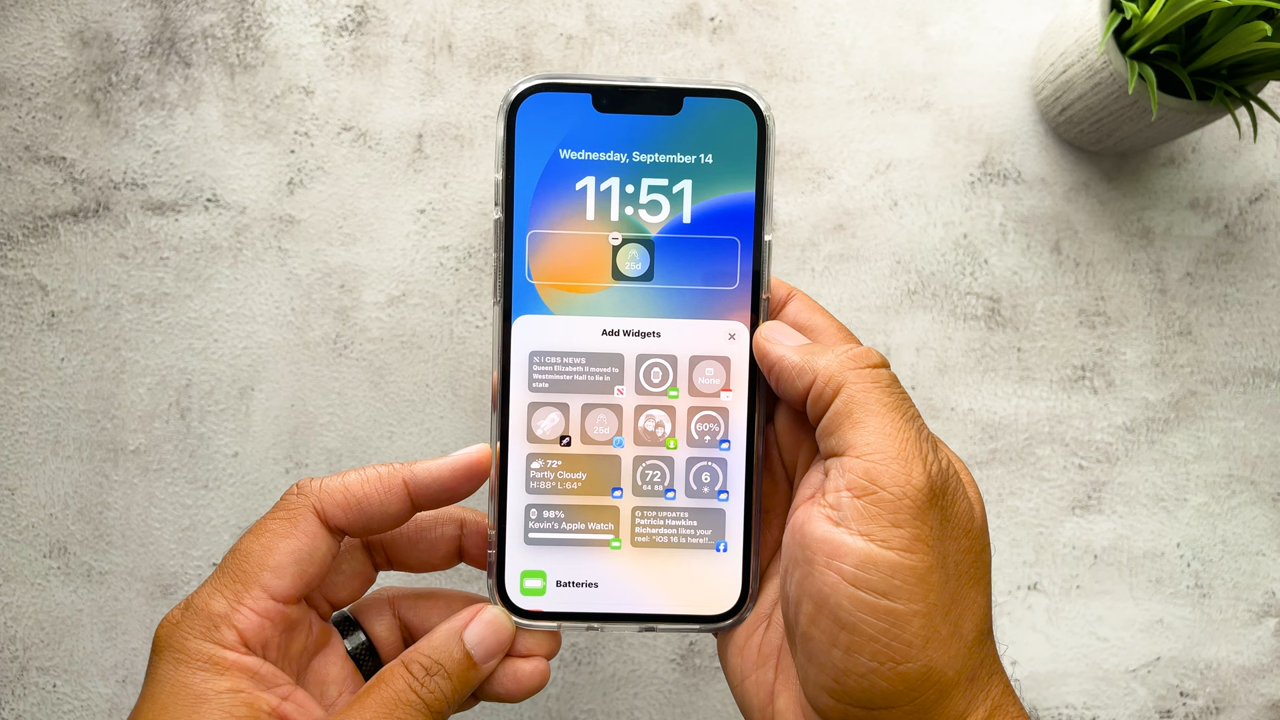 Wednesday, September 14
11:51
25d
Add Widgets
CBS NEWS
Queen Elizabeth II moved to
Westminster Hall to lie in
state
None
25d
60%
72°
Partly Cloudy
H:88° L:64°
72
64 88
6
98%
Kevin's Apple Watch
TOP UPDATES
Patricia Hawkins
Richardson likes your
reel: "iOS 16 is here!!...
Batteries